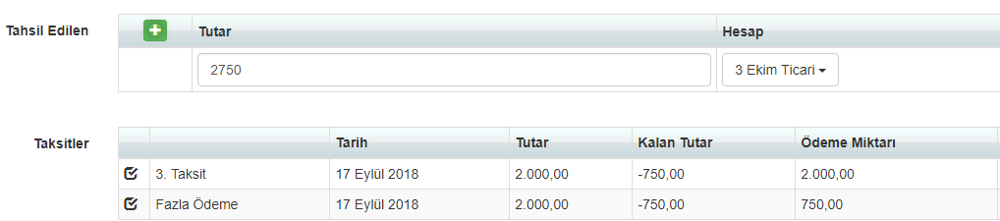 Tahsil Edilen Tutar Hesap
2750 3 Ekim Ticari
Taksitler Tarih Tutar Kalan Tutar Ödeme Miktarı
3. Taksit 17 Eylül 2018 2.000,00 -750,00 2.000,00
Fazla Ödeme 17 Eylül 2018 2.000,00 -750,00 750,00